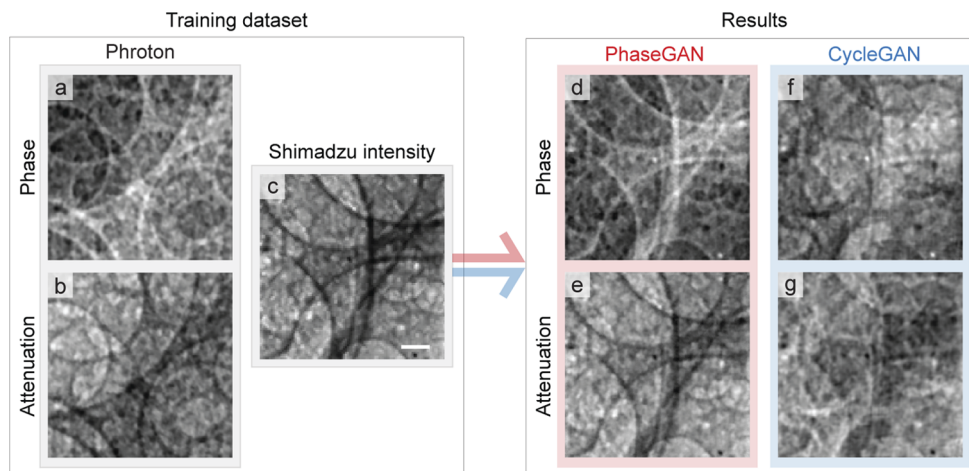 Training dataset
Results
Phroton
PhaseGAN
CycleGAN
Phase
a
Shimadzu intensity
c
Phase
d
f
Attenuation
b
Attenuation
e
g